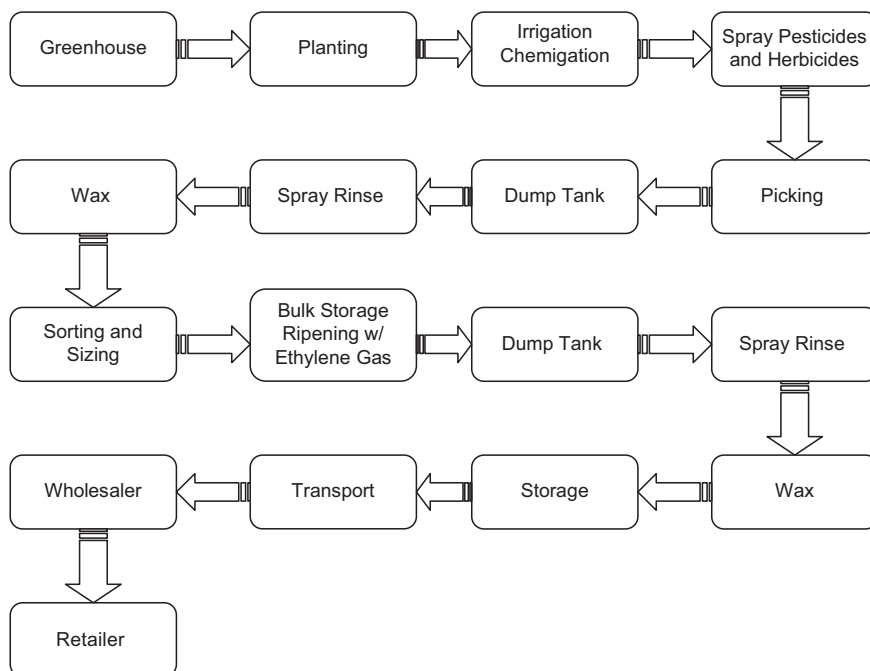 Greenhouse
Planting
Irrigation
Chemigation
Spray Pesticides
and Herbicides
Picking
Dump Tank
Spray Rinse
Wax
Sorting and
Sizing
Bulk Storage
Ripening w/
Ethylene Gas
Dump Tank
Spray Rinse
Wax
Storage
Transport
Wholesaler
Retailer